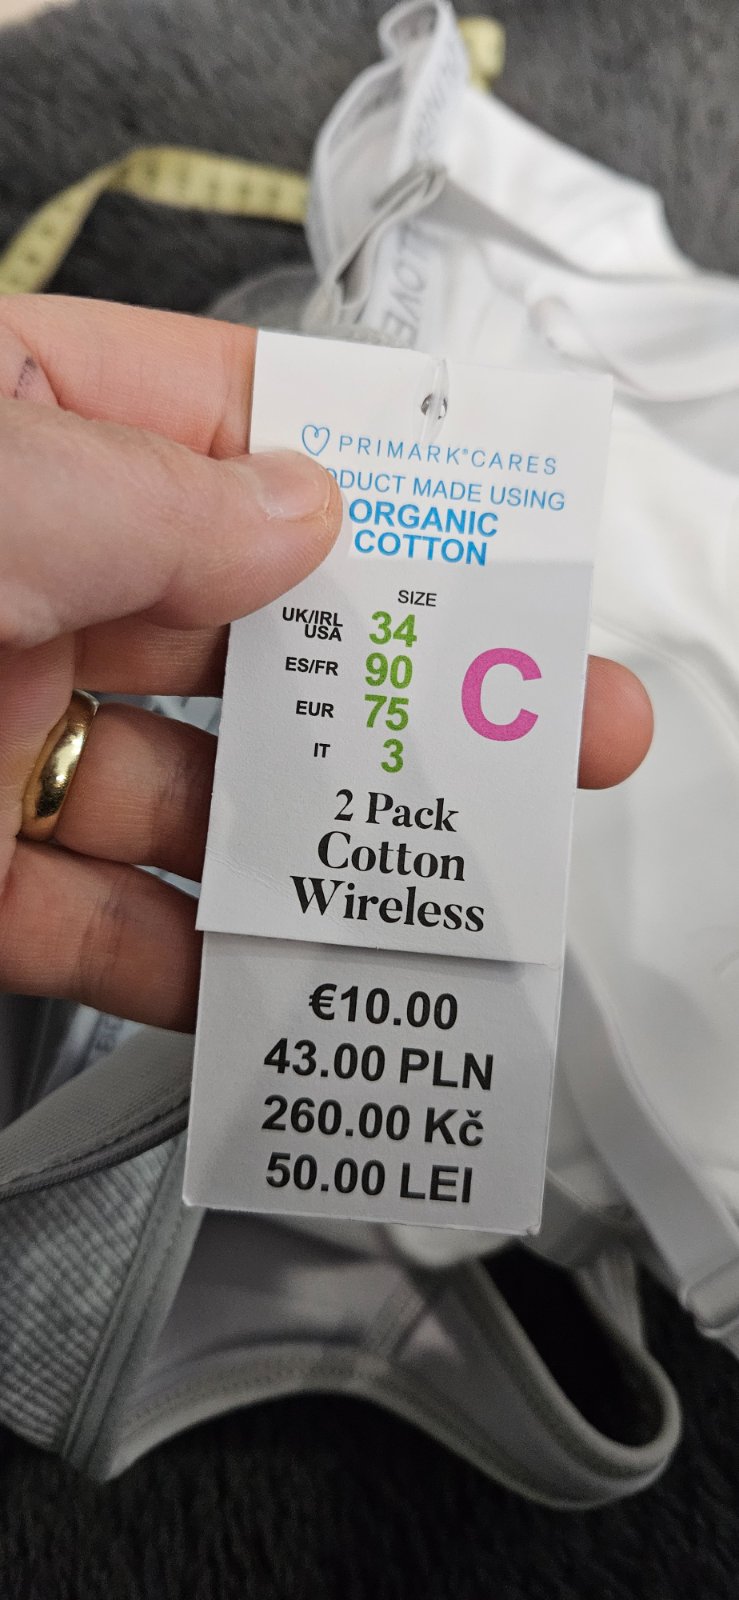 LOVE
PRIMARK®CARES
DUCT MADE USING
ORGANIC
COTTON
SIZE
UK/IRL
USA 34
ES/FR 90
EUR 75
IT 3
C
2 Pack
Cotton
Wireless
€10.00
43.00 PLN
260.00 Kč
50.00 LEI